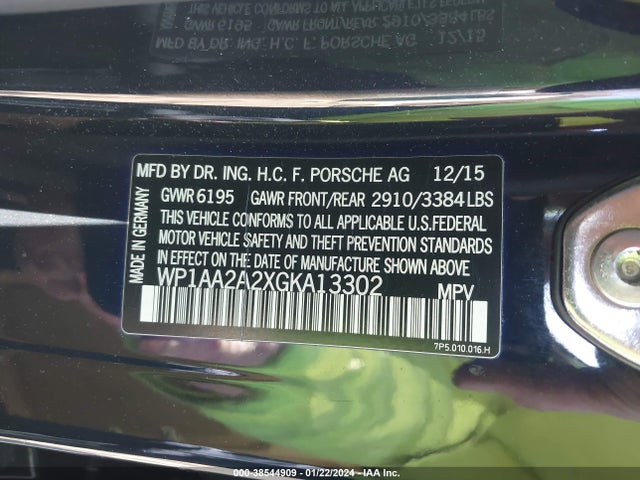 MFD BY DR. ING. H.C. F. PORSCHE AG 12/15
GWR 6195 GAWR FRONT/REAR 2910/3384 LBS
THIS VEHICLE CONFORMS TO ALL APPLICABLE U.S. FEDERAL
MOTOR VEHICLE SAFETY AND THEFT PREVENTION STANDARDS
IN EFFECT ON THE DATE OF MANUFACTURE SHOWN ABOVE
WP1AA2A2XGKA13302 MPV
7P5.010.016.H
MADE IN GERMANY
000-38544909 - 01/22/2024 - IAA Inc.